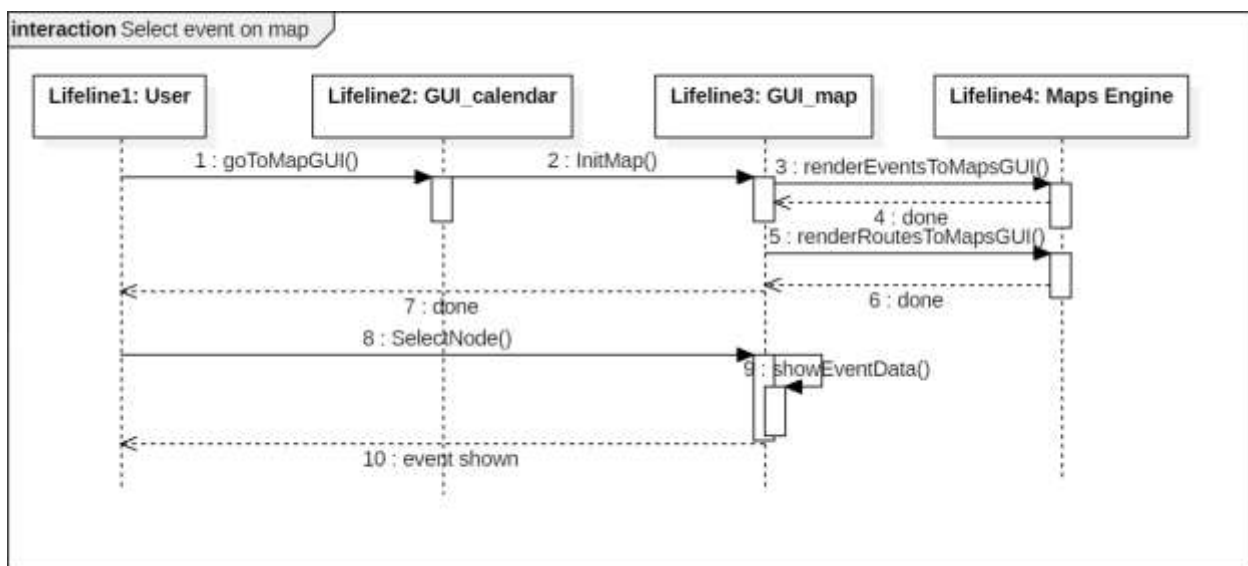 interaction Select event on map
Lifeline1: User
Lifeline2: GUI_calendar
Lifeline3: GUI_map
Lifeline4: Maps Engine
1 : goToMapGUI()
2 : InitMap()
3 : renderEventsToMapsGUI()
4 : done
5 : renderRoutesToMapsGUI()
6 : done
7 : done
8 : SelectNode()
9 : showEventData()
10 : event shown